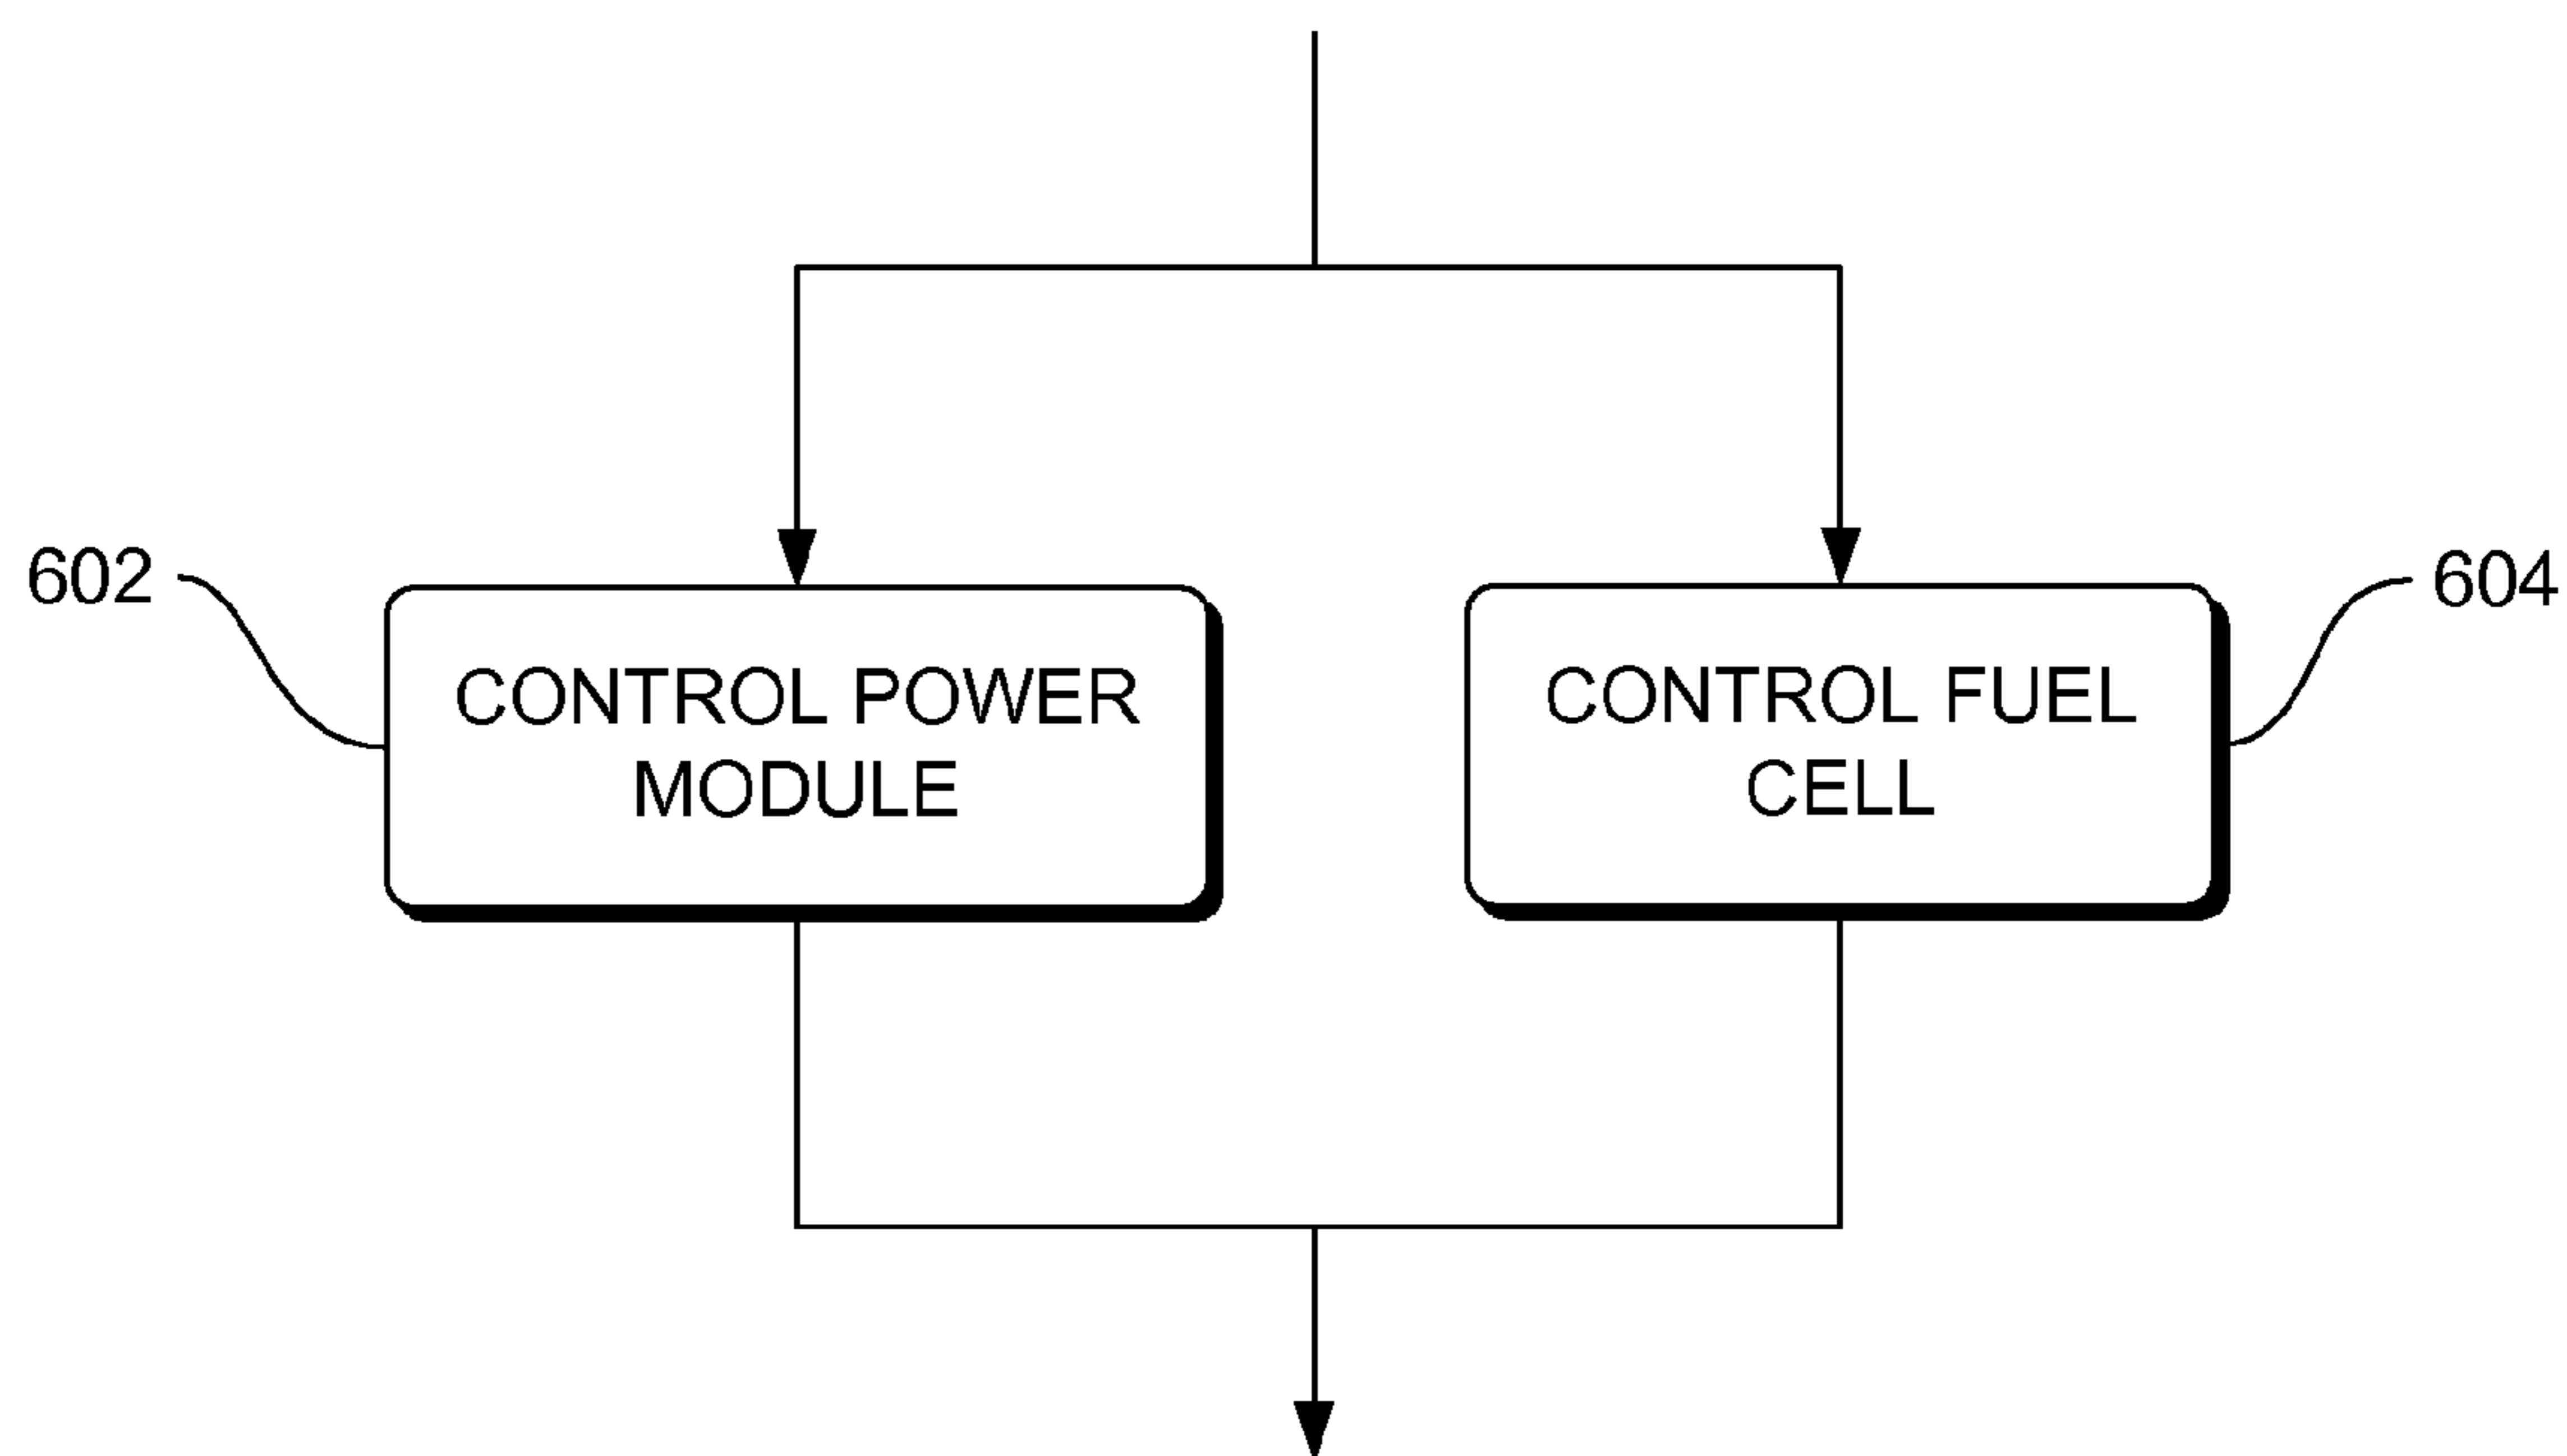 602
CONTROL POWER
MODULE
CONTROL FUEL
CELL
604